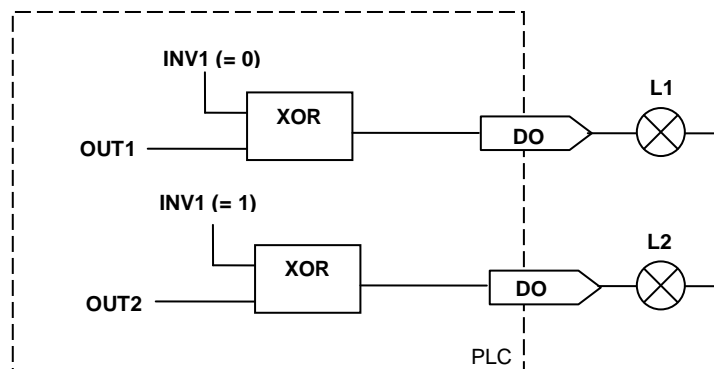 INV1 (= 0)
L1
XOR
DO
OUT1
INV1 (= 1)
L2
XOR
DO
OUT2
PLC